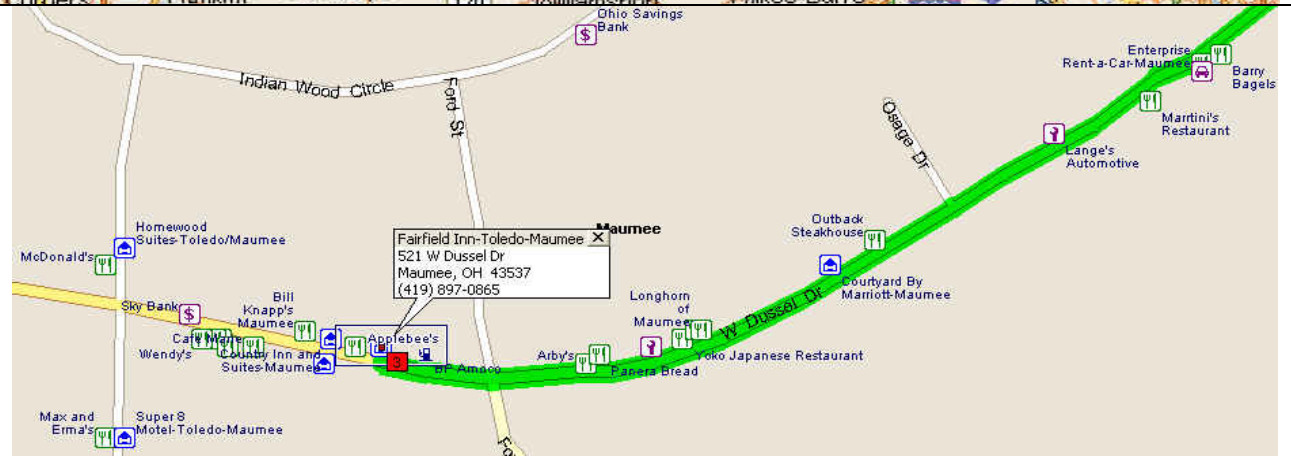 Ohio Savings
Bank
Enterprise
Rent-a-Car-Maumee
Barry
Bagels
Indian Wood Circle
Ford St
Osage Dr
Marrtini's
Restaurant
Lange's
Automotive
Homewood
Suites-Toledo/Maumee
McDonald's
Fairfield Inn-Toledo-Maumee
521 W Dussel Dr
Maumee, OH 43537
(419) 897-0865
Maumee
Outback
Steakhouse
Courtyard By
Marriott-Maumee
Sky Bank
Bill
Knapp's
Maumee
Longhorn
of
Maumee
W Dussel Dr
Applebee's
Cafe Marie
Wendy's
Country Inn and
Suites-Maumee
3
BP Amoco
Arby's
Panera Bread
Yoko Japanese Restaurant
Max and
Erma's
Super 8
Motel-Toledo-Maumee